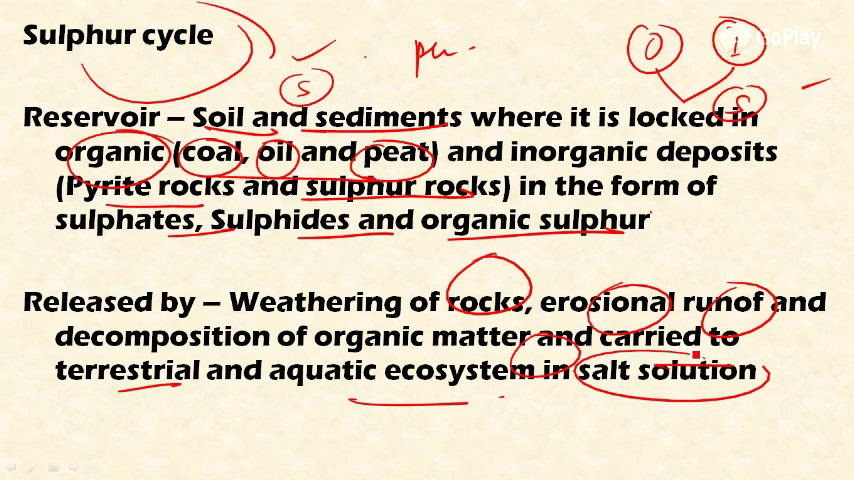 Sulphur cycle
GoPlay
O I
S
S
Reservoir – Soil and sediments where it is locked in
organic (coal, oil and peat) and inorganic deposits
(Pyrite rocks and sulphur rocks) in the form of
sulphates, Sulphides and organic sulphur
Released by – Weathering of rocks, erosional runof and
decomposition of organic matter and carried to
terrestrial and aquatic ecosystem in salt solution